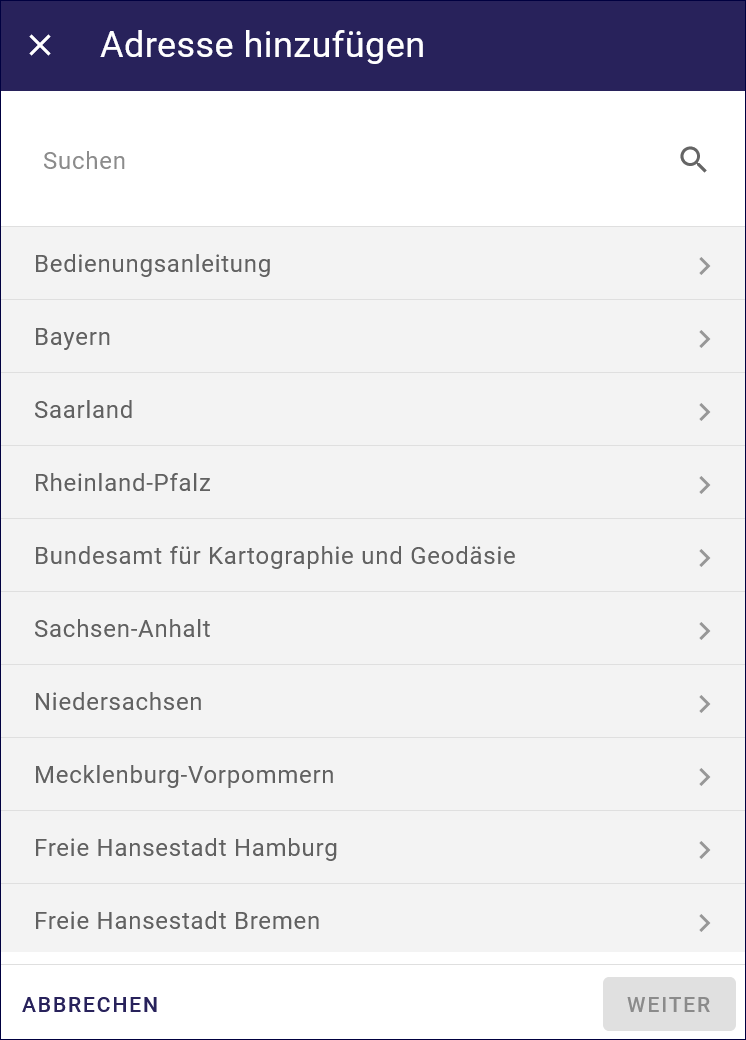 Adresse hinzufügen
Suchen
Bedienungsanleitung
Bayern
Saarland
Rheinland-Pfalz
Bundesamt für Kartographie und Geodäsie
Sachsen-Anhalt
Niedersachsen
Mecklenburg-Vorpommern
Freie Hansestadt Hamburg
Freie Hansestadt Bremen
ABBRECHEN
WEITER